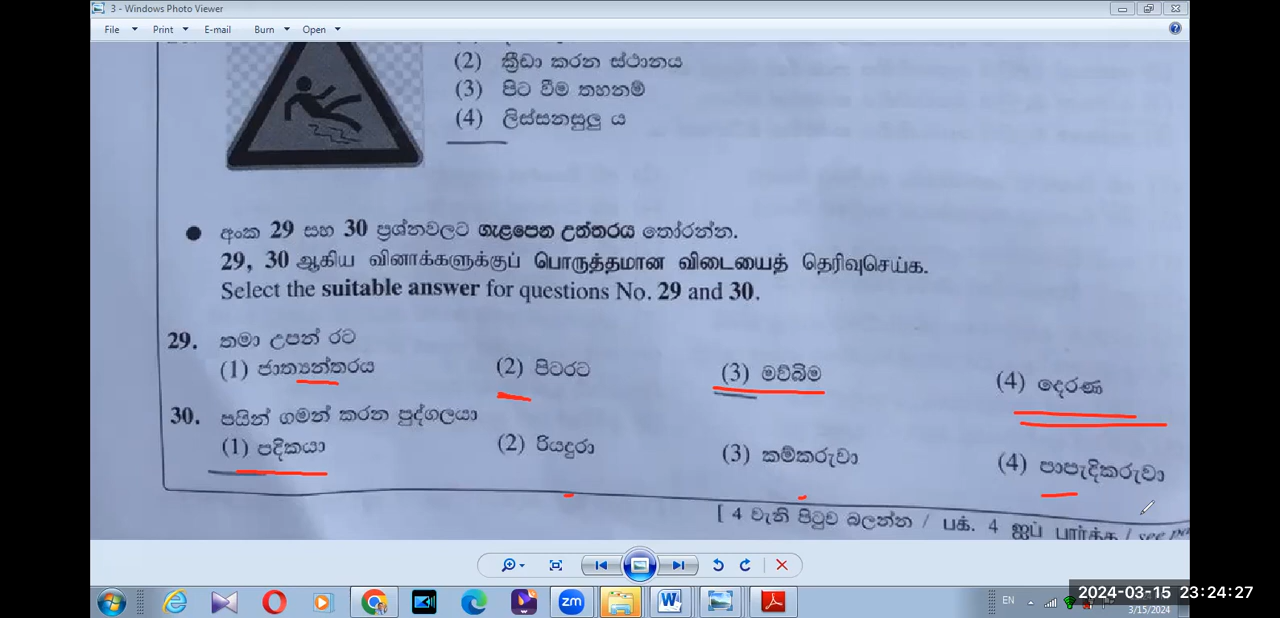 3 - Windows Photo Viewer
File Print E-mail Burn Open
(2) ක්‍රීඩා කරන ස්ථානය
(3) පිට වීම තහනම්
(4) ලිස්සනසුලු ය
● අංක 29 සහ 30 ප්‍රශ්නවලට ගැළපෙන උත්තරය තෝරන්න.
29, 30 ஆகிய வினாக்களுக்குப் பொருத்தமான விடையைத் தெரிவுசெய்க.
Select the suitable answer for questions No. 29 and 30.
29. තමා උපන් රට
(1) ජාත්‍යන්තරය (2) පිටරට (3) මව්බිම (4) දෙරණ
30. පයින් ගමන් කරන පුද්ගලයා
(1) පදිකයා (2) රියදුරා (3) කම්කරුවා (4) පාපැදිකරුවා
[ 4 වැනි පිටුව බලන්න / பக். 4 ஐப் பார்க்க / see
zm W EN
2024-03-15 23:24:27
3/15/2024